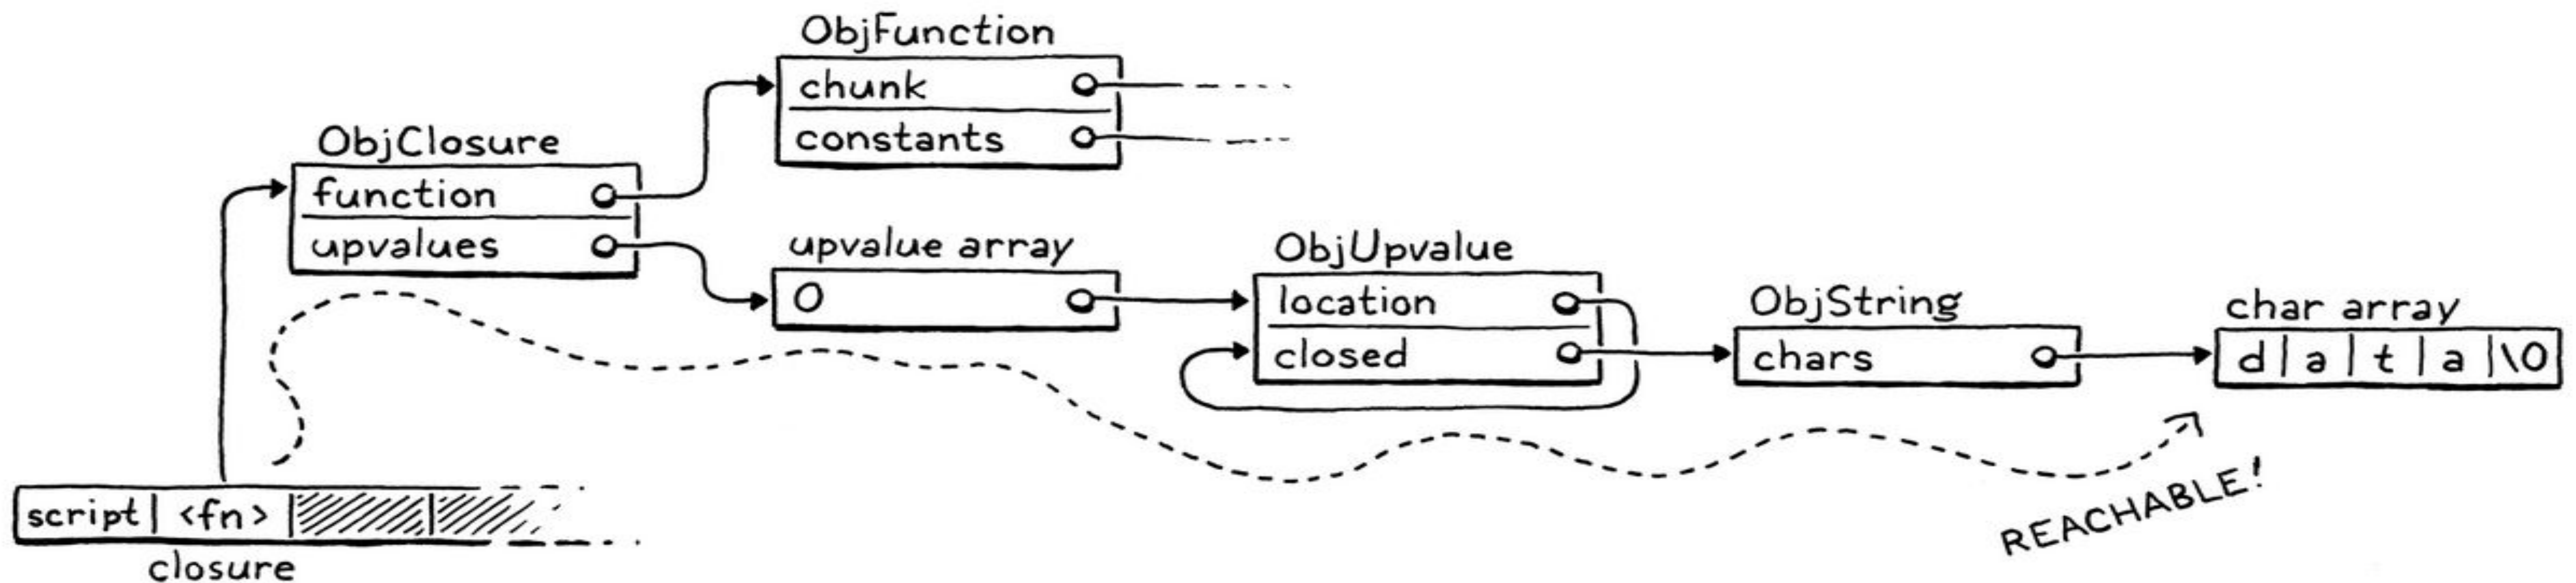 ObjFunction
chunk
constants
ObjClosure
function
upvalues
upvalue array
0
ObjUpvalue
location
closed
ObjString
chars
char array
d|a|t|a|\0
script|<fn>|
closure
REACHABLE!